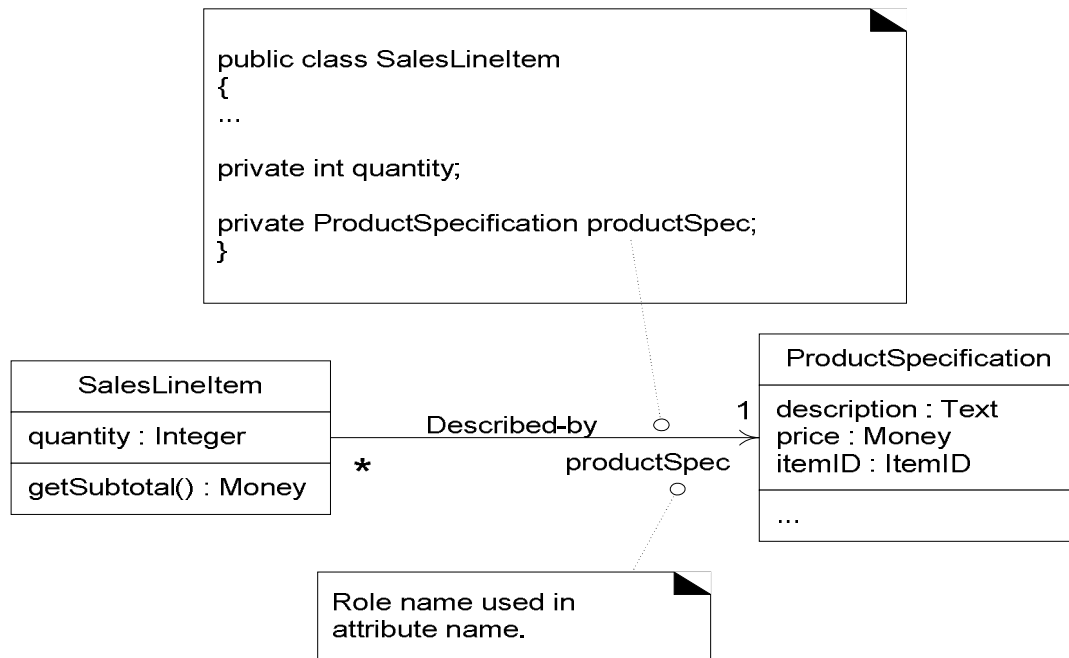 public class SalesLineItem
{
...
private int quantity;
private ProductSpecification productSpec;
}
SalesLineItem
quantity : Integer
getSubtotal() : Money
Described-by
*
1
productSpec
ProductSpecification
description : Text
price : Money
itemID : ItemID
...
Role name used in
attribute name.